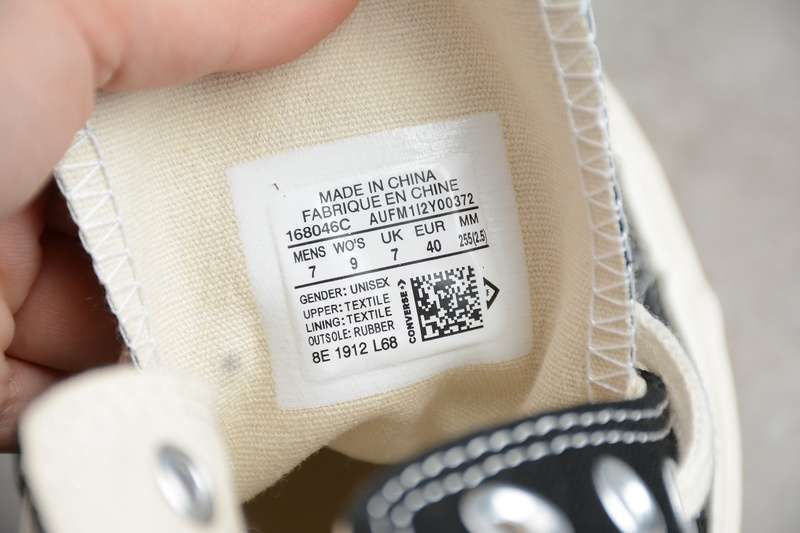 MADE IN CHINA
FABRIQUE EN CHINE
168046C AUFM1I2Y00372
MENS WO'S UK EUR MM
7 9 7 40 255(2.5)
GENDER: UNISEX
UPPER: TEXTILE
LINING: TEXTILE
OUTSOLE: RUBBER
8E 1912 L68
CONVERSE